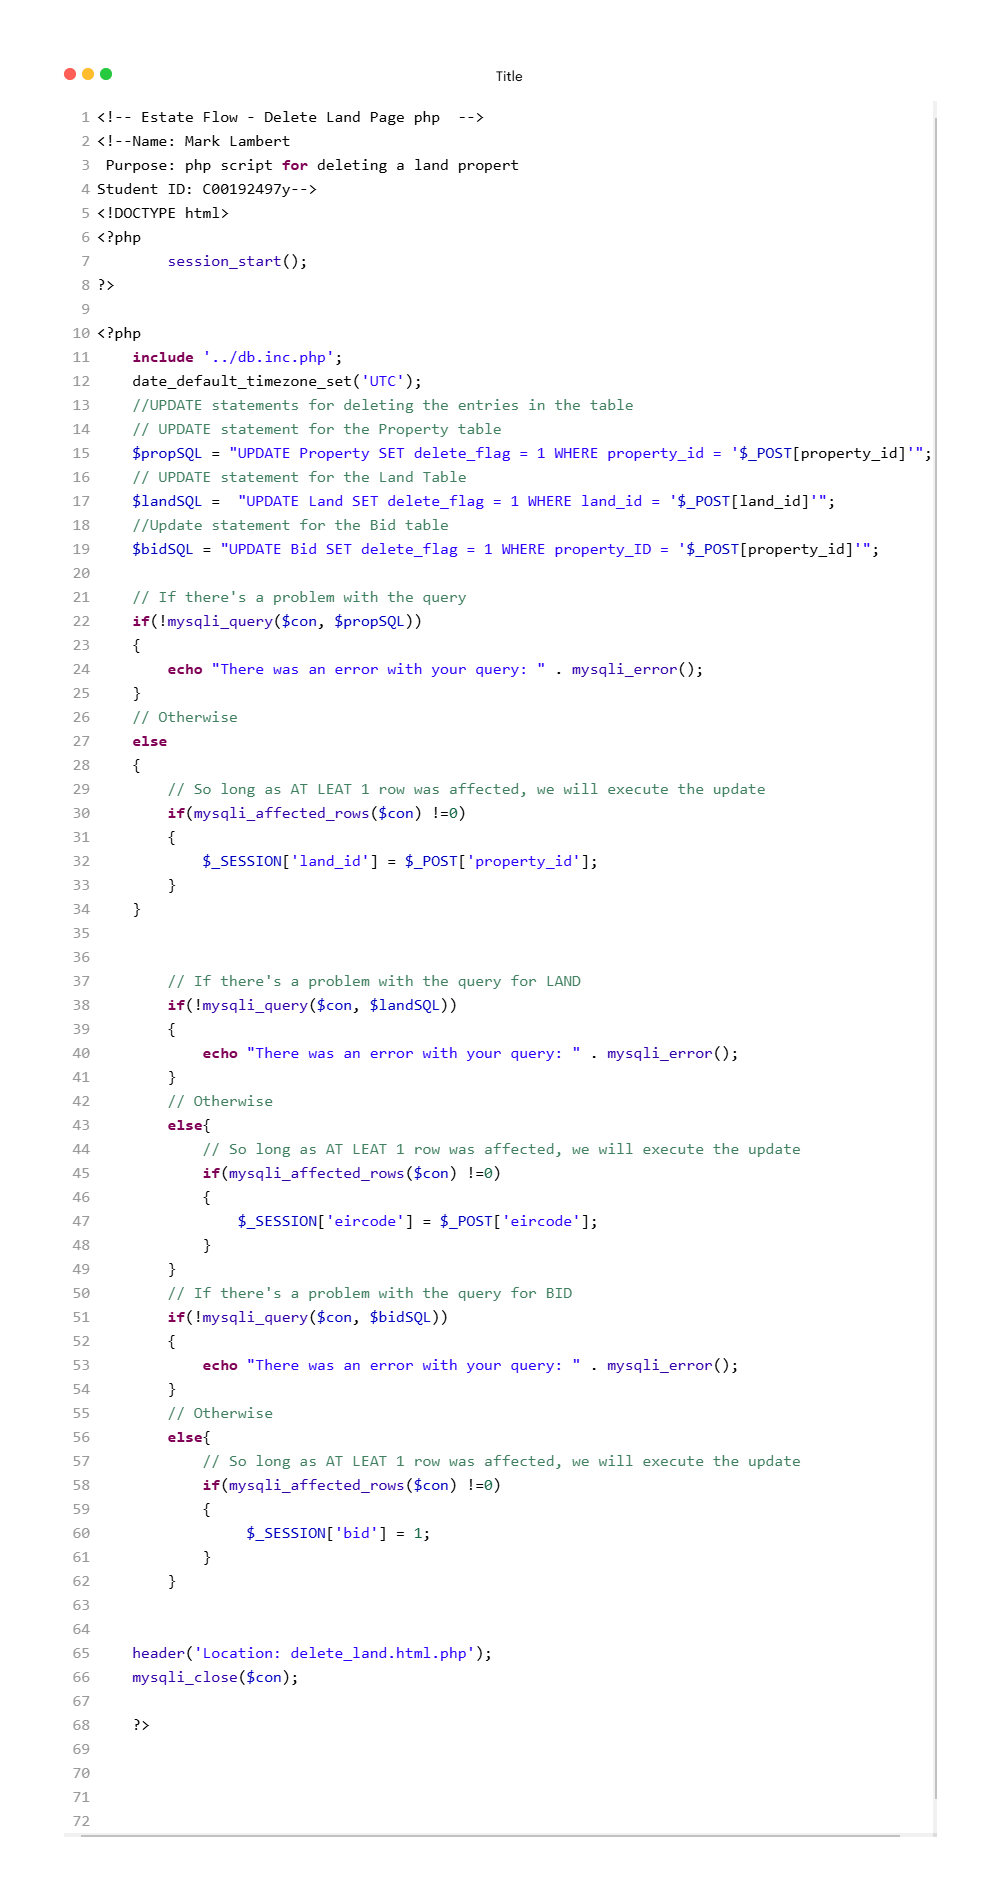 Title
1 <!-- Estate Flow - Delete Land Page php  -->
2 <!--Name: Mark Lambert
3  Purpose: php script for deleting a land propert
4 Student ID: C00192497y-->
5 <!DOCTYPE html>
6 <?php
7         session_start();
8 ?>
9
10 <?php
11     include '../db.inc.php';
12     date_default_timezone_set('UTC');
13     //UPDATE statements for deleting the entries in the table
14     // UPDATE statement for the Property table
15     $propSQL = "UPDATE Property SET delete_flag = 1 WHERE property_id = '$_POST[property_id]'";
16     // UPDATE statement for the Land Table
17     $landSQL =  "UPDATE Land SET delete_flag = 1 WHERE land_id = '$_POST[land_id]'";
18     //Update statement for the Bid table
19     $bidSQL = "UPDATE Bid SET delete_flag = 1 WHERE property_ID = '$_POST[property_id]'";
20
21     // If there's a problem with the query
22     if(!mysqli_query($con, $propSQL))
23     {
24         echo "There was an error with your query: " . mysqli_error();
25     }
26     // Otherwise
27     else
28     {
29         // So long as AT LEAT 1 row was affected, we will execute the update
30         if(mysqli_affected_rows($con) !=0)
31         {
32             $_SESSION['land_id'] = $_POST['property_id'];
33         }
34     }
35
36
37         // If there's a problem with the query for LAND
38         if(!mysqli_query($con, $landSQL))
39         {
40             echo "There was an error with your query: " . mysqli_error();
41         }
42         // Otherwise
43         else{
44             // So long as AT LEAT 1 row was affected, we will execute the update
45             if(mysqli_affected_rows($con) !=0)
46             {
47                 $_SESSION['eircode'] = $_POST['eircode'];
48             }
49         }
50         // If there's a problem with the query for BID
51         if(!mysqli_query($con, $bidSQL))
52         {
53             echo "There was an error with your query: " . mysqli_error();
54         }
55         // Otherwise
56         else{
57             // So long as AT LEAT 1 row was affected, we will execute the update
58             if(mysqli_affected_rows($con) !=0)
59             {
60                  $_SESSION['bid'] = 1;
61             }
62         }
63
64
65     header('Location: delete_land.html.php');
66     mysqli_close($con);
67
68     ?>
69
70
71
72